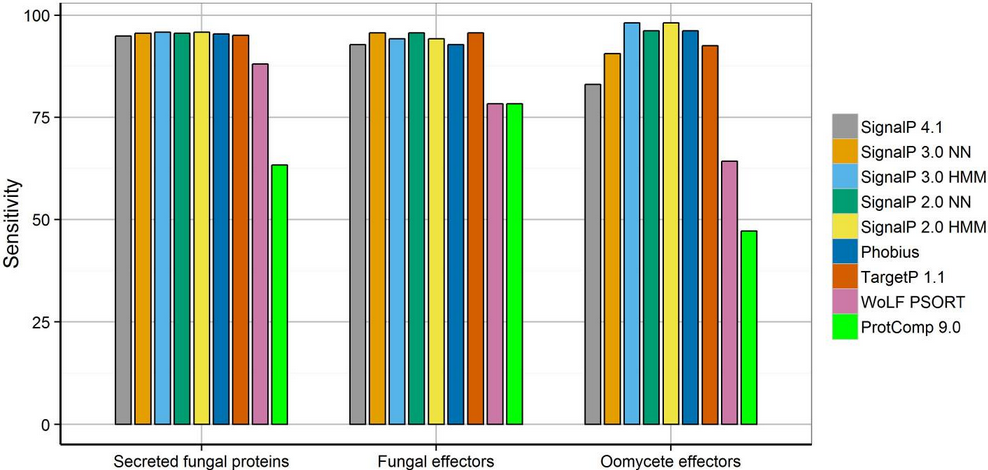 100
75
50
25
0
Sensitivity
Secreted fungal proteins
Fungal effectors
Oomycete effectors
SignalP 4.1
SignalP 3.0 NN
SignalP 3.0 HMM
SignalP 2.0 NN
SignalP 2.0 HMM
Phobius
TargetP 1.1
WoLF PSORT
ProtComp 9.0